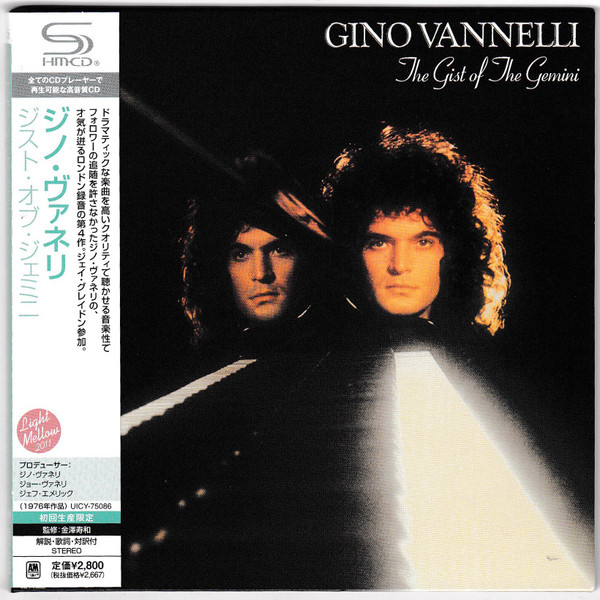 SHM-CD®
全てのCDプレーヤーで
再生可能な高音質CD
ジノ・ヴァネリ
ジスト・オブ・ジェミニ
ドラマティックな楽曲を高いクオリティで聴かせる音楽性で
フォロワーの追随を許さなかったジノ・ヴァネリの、
才気が迸るロンドン録音の第4作。ジェイ・グレイドン参加。
Light
Mellow
2011
プロデューサー:
ジノ・ヴァネリ
ジョー・ヴァネリ
ジェフ・エメリック
(1976年作品) UICY-75086
初回生産限定
監修:金澤寿和
解説・歌詞・対訳付
STEREO
A&M
定価¥2,800
(税抜価格¥2,667)
GINO VANNELLI
The Gist of The Gemini